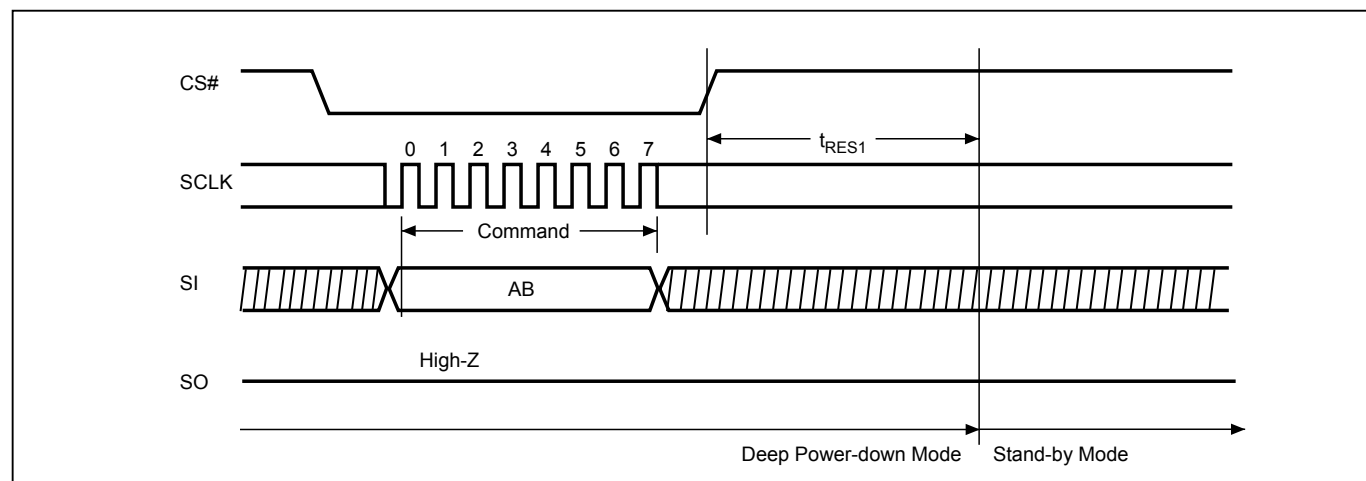 CS#
tRES1
0 1 2 3 4 5 6 7
SCLK
Command
SI
AB
High-Z
SO
Deep Power-down Mode Stand-by Mode